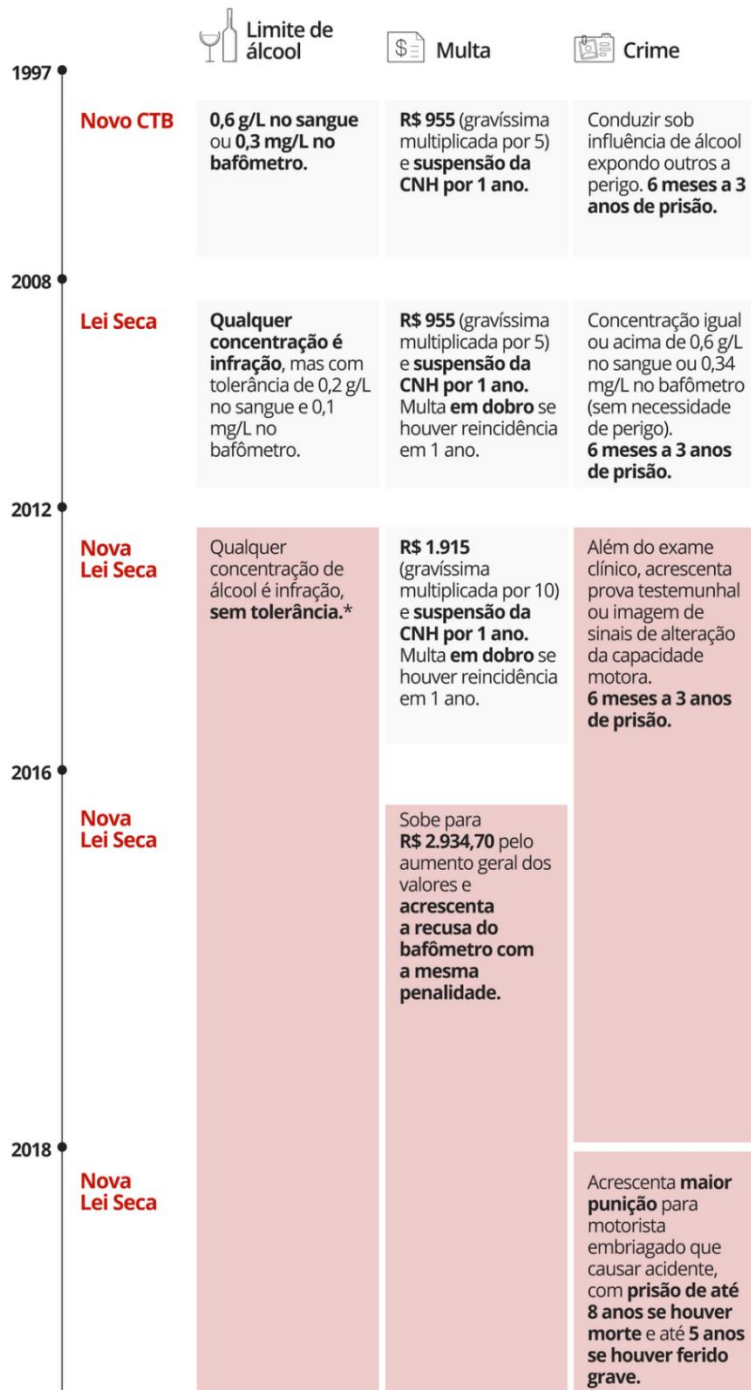 Limite de
álcool
Multa
Crime
1997
Novo CTB
0,6 g/L no sangue
ou 0,3 mg/L no
bafômetro.
R$ 955 (gravíssima
multiplicada por 5)
e suspensão da
CNH por 1 ano.
Conduzir sob
influência de álcool
expondo outros a
perigo. 6 meses a 3
anos de prisão.
2008
Lei Seca
Qualquer
concentração é
infração, mas com
tolerância de 0,2 g/L
no sangue e 0,1
mg/L no
bafômetro.
R$ 955 (gravíssima
multiplicada por 5)
e suspensão da
CNH por 1 ano.
Multa em dobro se
houver reincidência
em 1 ano.
Concentração igual
ou acima de 0,6 g/L
no sangue ou 0,34
mg/L no bafômetro
(sem necessidade
de perigo).
6 meses a 3 anos
de prisão.
2012
Nova
Lei Seca
Qualquer
concentração de
álcool é infração,
sem tolerância.*
R$ 1.915
(gravíssima
multiplicada por 10)
e suspensão da
CNH por 1 ano.
Multa em dobro se
houver reincidência
em 1 ano.
Além do exame
clínico, acrescenta
prova testemunhal
ou imagem de
sinais de alteração
da capacidade
motora.
6 meses a 3 anos
de prisão.
2016
Nova
Lei Seca
Sobe para
R$ 2.934,70 pelo
aumento geral dos
valores e
acrescenta
a recusa do
bafômetro com
a mesma
penalidade.
2018
Nova
Lei Seca
Acrescenta maior
punição para
motorista
embriagado que
causar acidente,
com prisão de até
8 anos se houver
morte e até 5 anos
se houver ferido
grave.